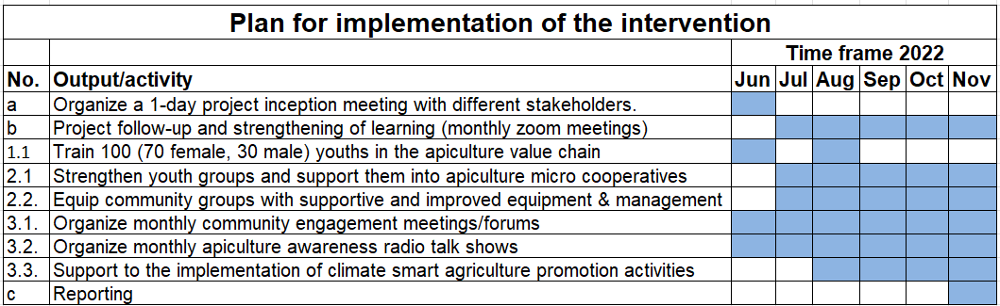 Plan for implementation of the intervention
Time frame 2022
No. Output/activity Jun Jul Aug Sep Oct Nov
a Organize a 1-day project inception meeting with different stakeholders.
b Project follow-up and strengthening of learning (monthly zoom meetings)
1.1 Train 100 (70 female, 30 male) youths in the apiculture value chain
2.1 Strengthen youth groups and support them into apiculture micro cooperatives
2.2. Equip community groups with supportive and improved equipment & management
3.1. Organize monthly community engagement meetings/forums
3.2. Organize monthly apiculture awareness radio talk shows
3.3. Support to the implementation of climate smart agriculture promotion activities
c Reporting